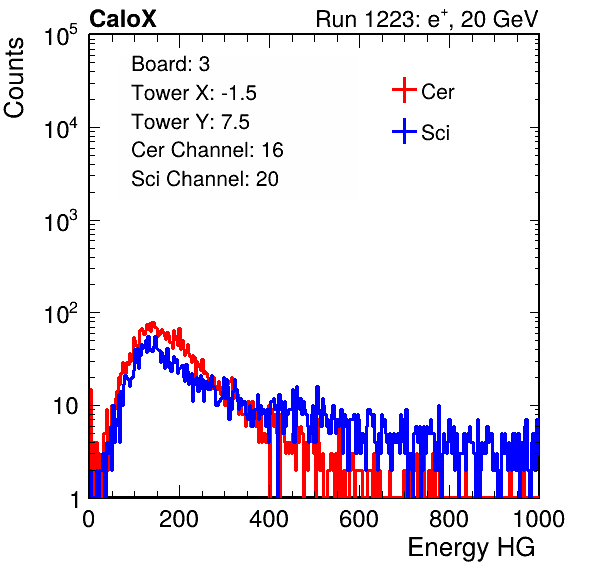 CaloX Run 1223: e⁺, 20 GeV
Counts
10⁵
10⁴
10³
10²
10
1
Board: 3
Tower X: -1.5
Tower Y: 7.5
Cer Channel: 16
Sci Channel: 20
Cer
Sci
0 200 400 600 800 1000
Energy HG